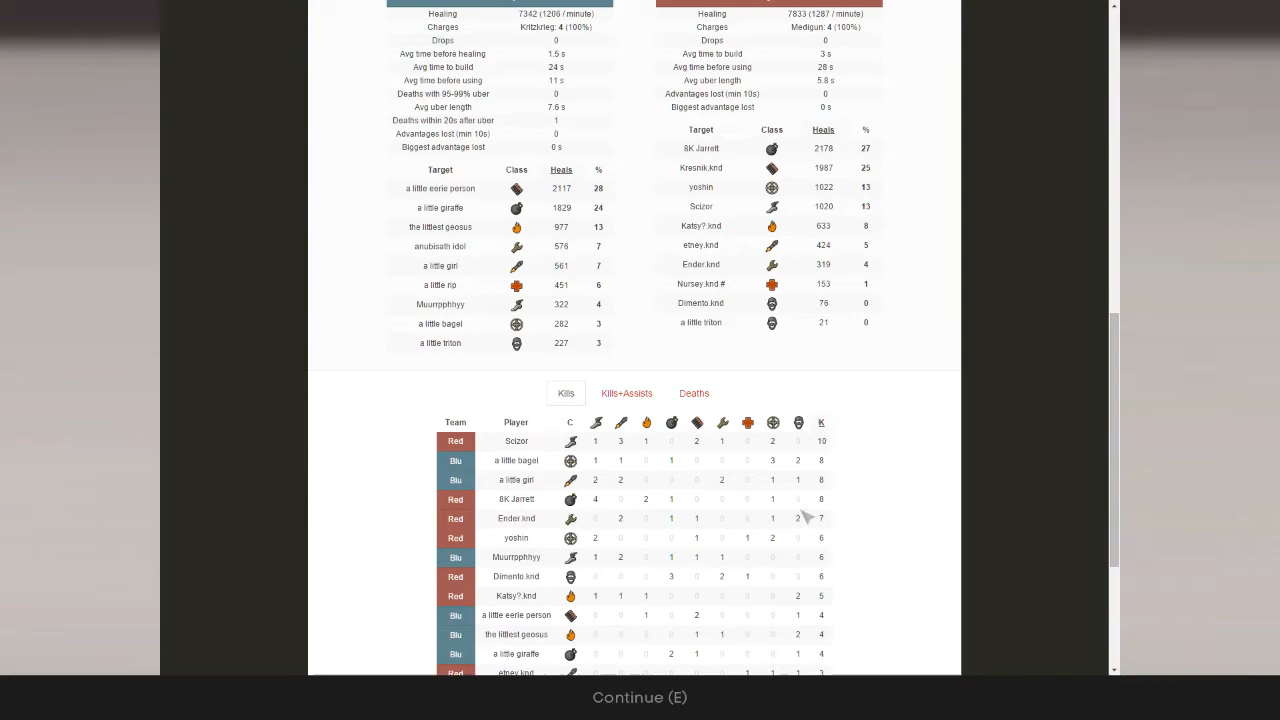 Healing 7342 (1206 / minute)
Charges Kritzkrieg: 4 (100%)
Drops 0
Avg time before healing 1.5 s
Avg time to build 24 s
Avg time before using 11 s
Deaths with 95-99% uber 0
Avg uber length 7.6 s
Deaths within 20s after uber 1
Advantages lost (min 10s) 0
Biggest advantage lost 0 s
Target Class Heals %
a little eerie person 2117 28
a little giraffe 1829 24
the littlest geosus 977 13
anubisath idol 576 7
a little girl 561 7
a little rip 451 6
Muurrpphhyy 322 4
a little bagel 282 3
a little triton 227 3
Healing 7833 (1287 / minute)
Charges Medigun: 4 (100%)
Drops 0
Avg time to build 3 s
Avg time before using 28 s
Avg uber length 5.8 s
Advantages lost (min 10s) 0
Biggest advantage lost 0 s
Target Class Heals %
8K Jarrett 2178 27
Kresnik.knd 1987 25
yoshin 1022 13
Scizor 1020 13
Katsy?.knd 633 8
etney.knd 424 5
Ender.knd 319 4
Nursey.knd # 153 1
Dimento.knd 76 0
a little triton 21 0
Kills Kills+Assists Deaths
Team Player C K
Red Scizor 1 3 1 0 2 1 0 2 0 10
Blu a little bagel 1 1 0 1 0 0 0 3 2 8
Blu a little girl 2 2 0 0 0 2 0 1 1 8
Red 8K Jarrett 4 0 2 1 0 0 0 1 0 8
Red Ender.knd 0 2 0 1 1 0 0 1 2 7
Red yoshin 2 0 0 0 1 0 1 2 0 6
Blu Muurrpphhyy 1 2 0 1 1 1 0 0 0 6
Red Dimento.knd 0 0 0 3 0 2 1 0 0 6
Red Katsy?.knd 1 1 1 0 0 0 0 0 2 5
Blu a little eerie person 0 0 1 0 2 0 0 0 1 4
Blu the littlest geosus 0 0 0 0 1 1 0 0 2 4
Blu a little giraffe 0 0 0 2 1 0 0 0 1 4
Red etney.knd 1 1 1 3
Continue (E)